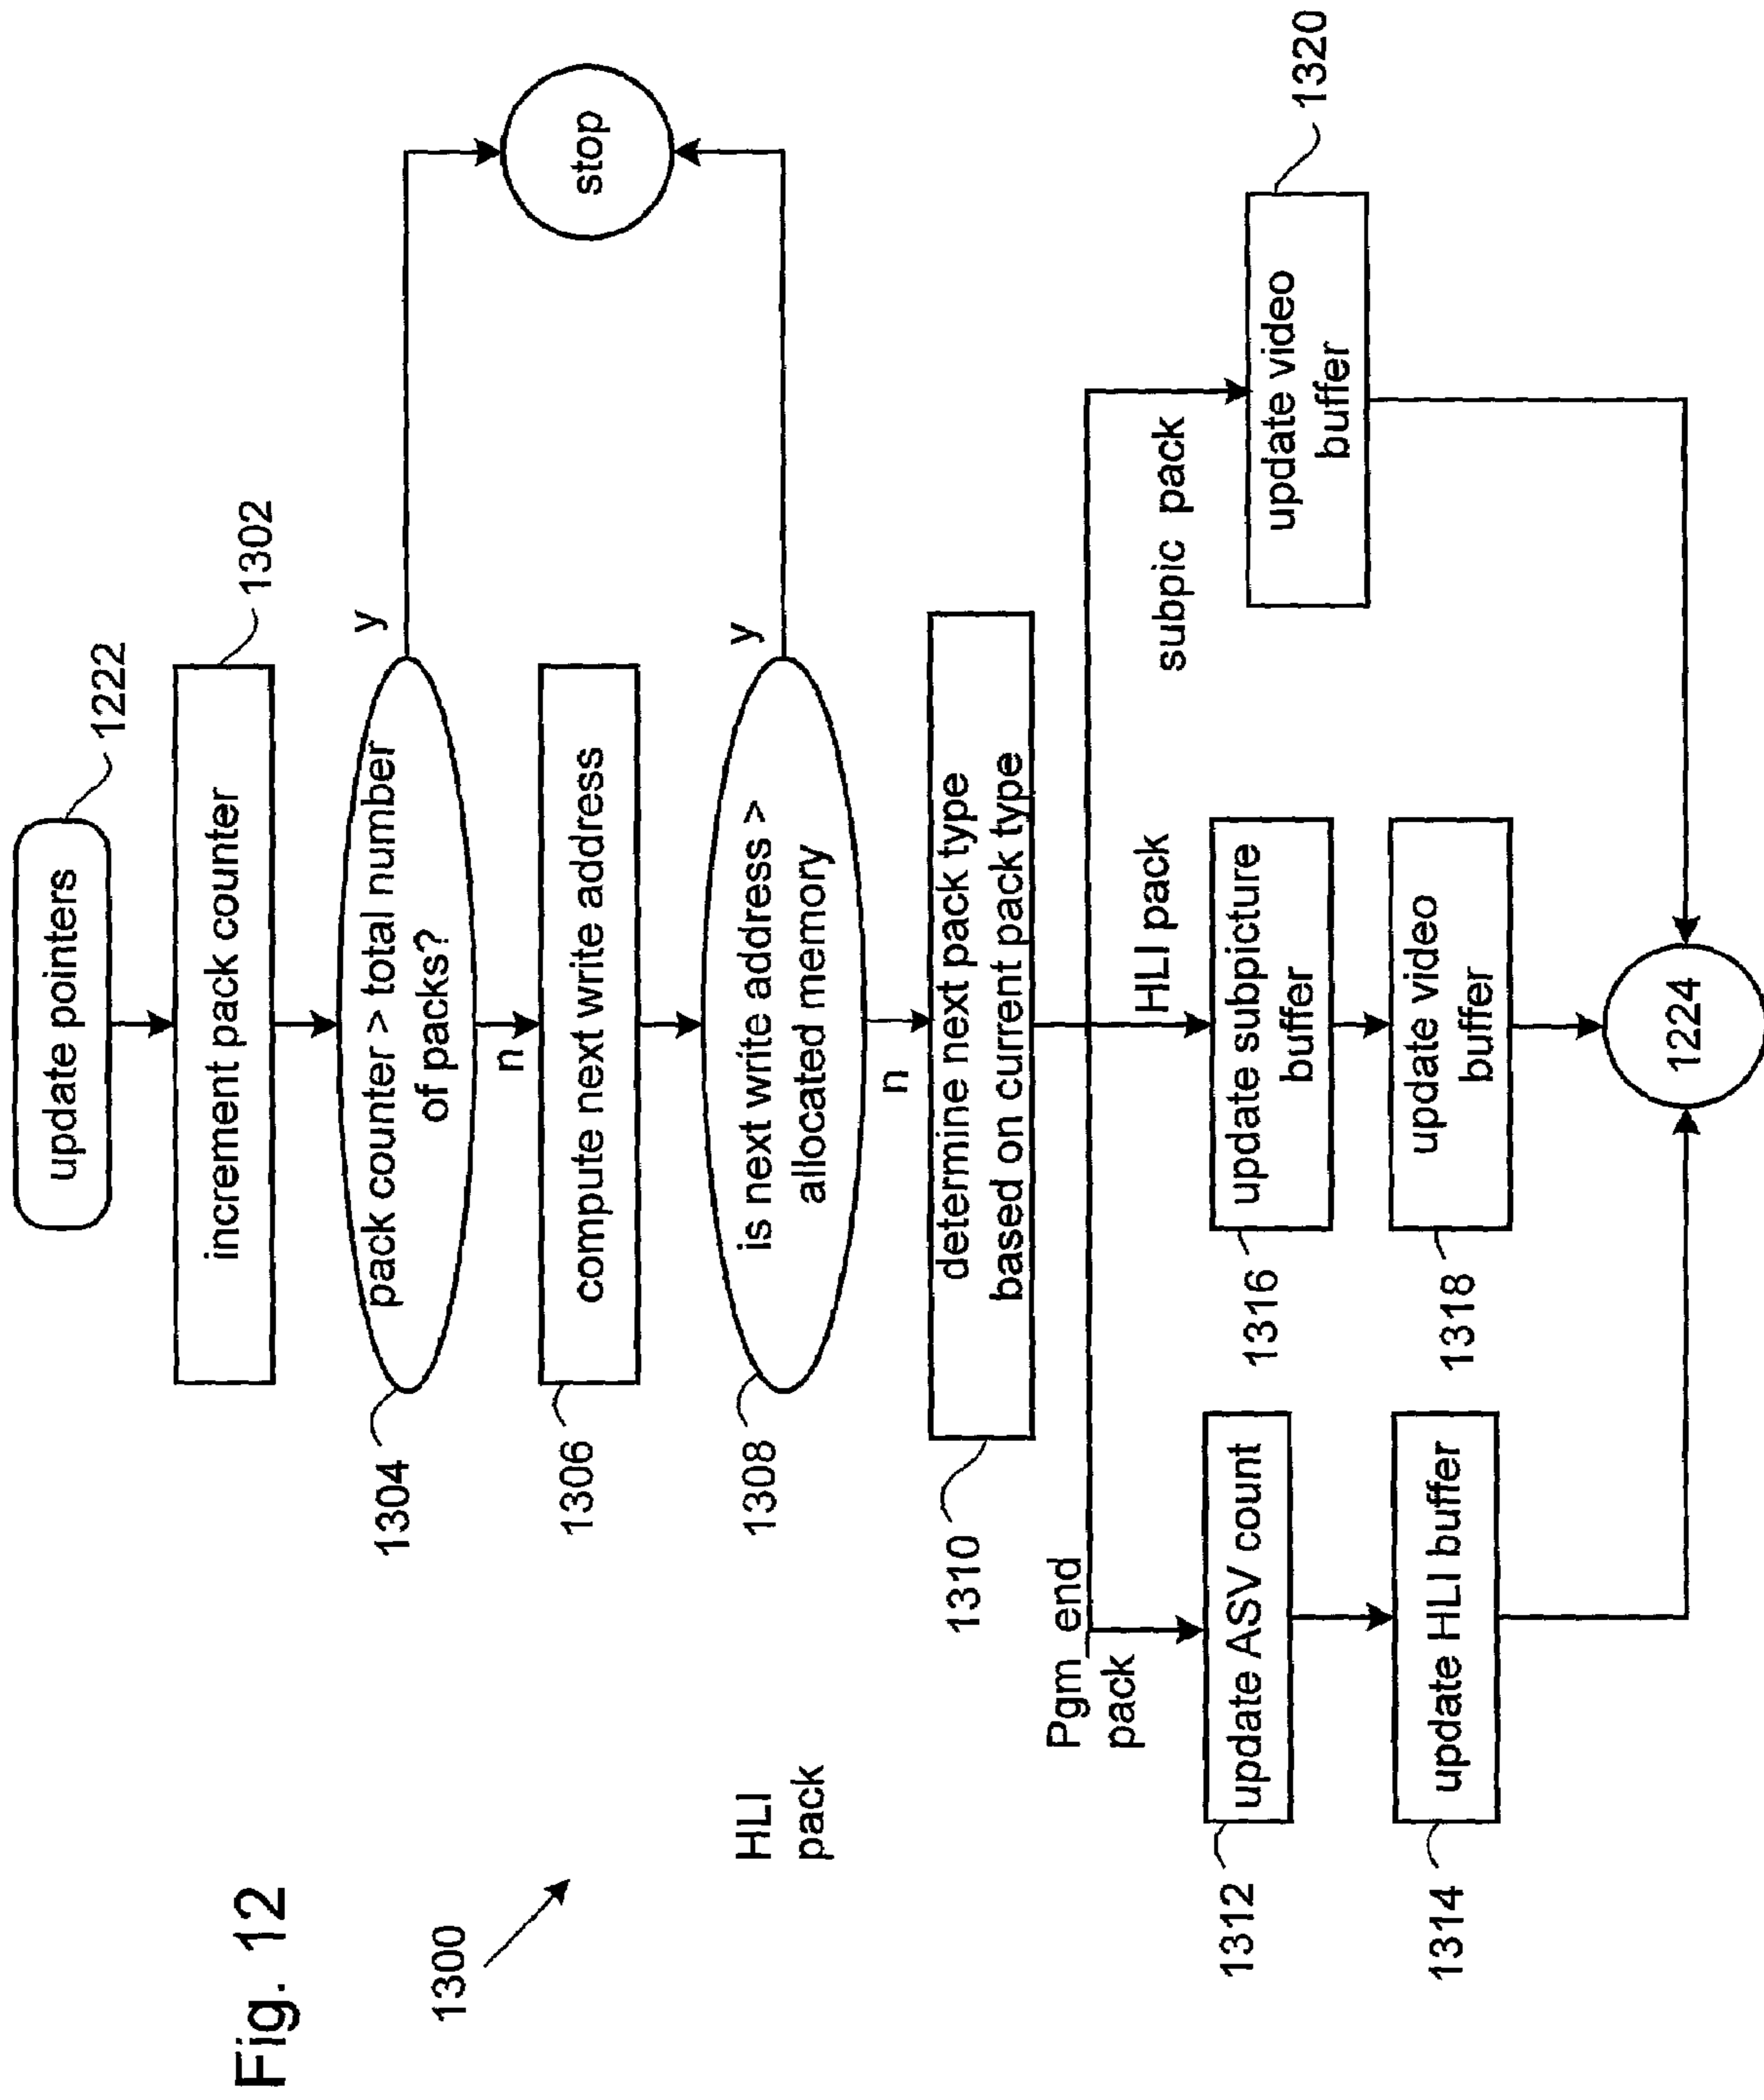 Fig. 12
1300
update pointers
1222
increment pack counter
1302
pack counter > total number
of packs?
1304
y
n
stop
compute next write address
1306
is next write address >
allocated memory
1308
y
n
HLI
pack
determine next pack type
based on current pack type
1310
Pgm_end
pack
HLI pack
subpic pack
update ASV count
1312
update HLI buffer
1314
update subpicture
buffer
1316
update video
buffer
1318
update video
buffer
1320
1224